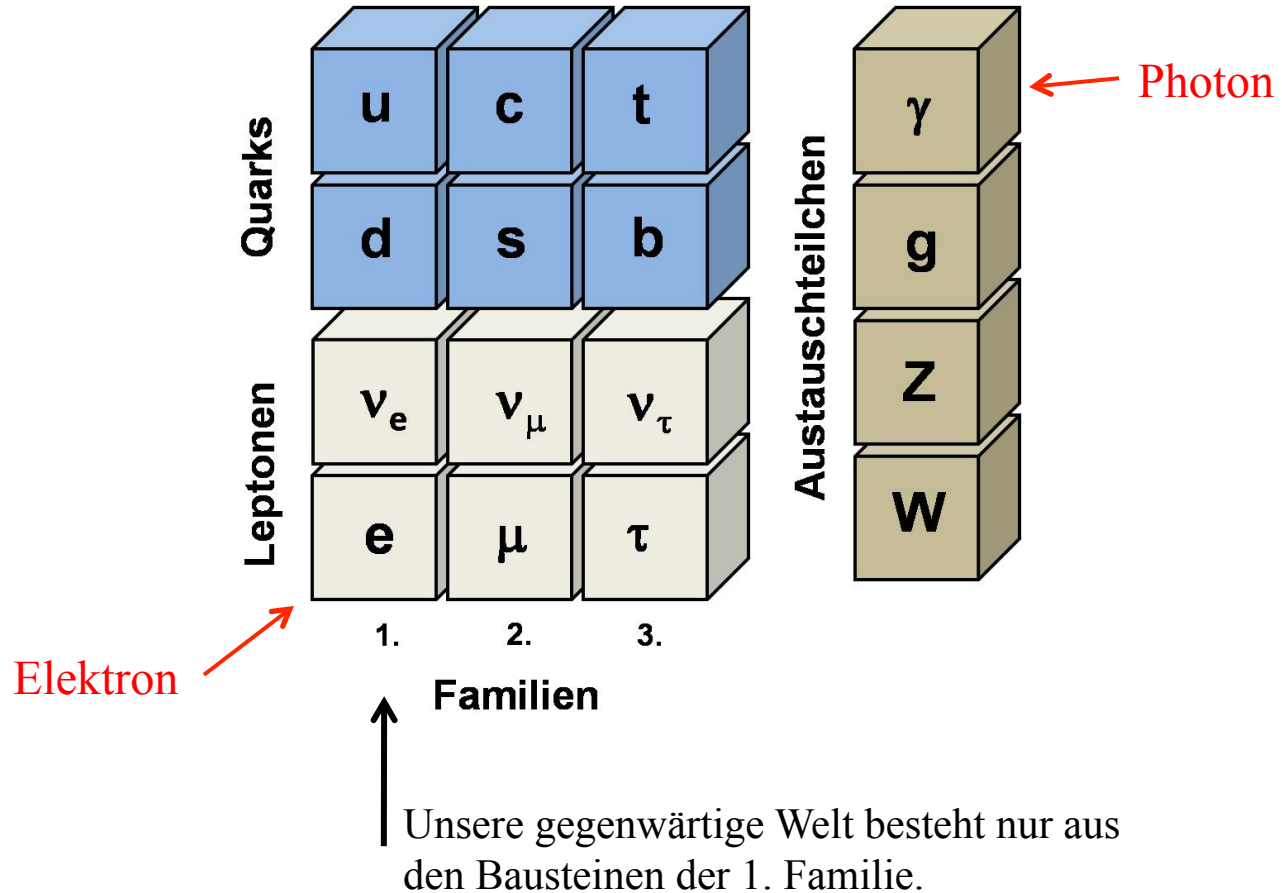 Quarks
u c t
d s b
Leptonen
νe νμ ντ
e μ τ
1. 2. 3.
Familien
Austauschteilchen
γ
g
Z
W
Photon
Elektron
Unsere gegenwärtige Welt besteht nur aus
den Bausteinen der 1. Familie.